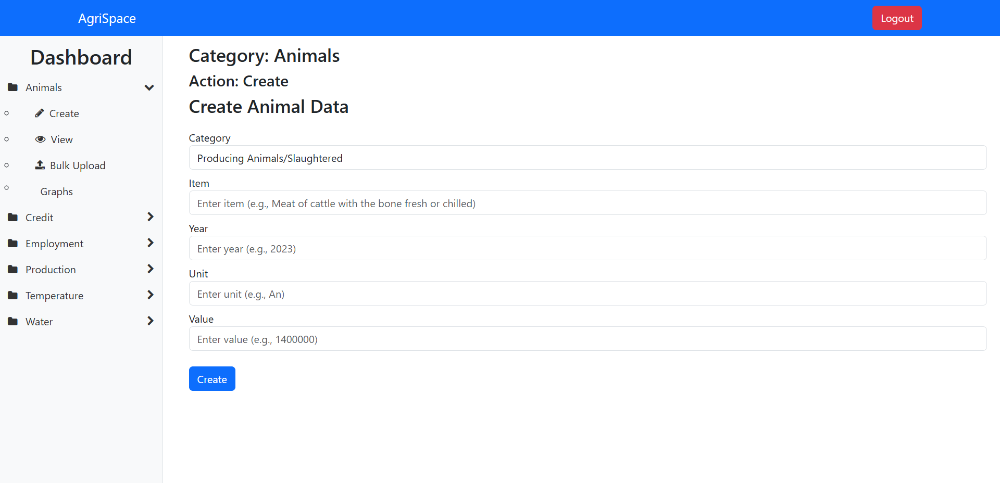 AgriSpace
Logout
Dashboard
Animals
Create
View
Bulk Upload
Graphs
Credit
Employment
Production
Temperature
Water
Category: Animals
Action: Create
Create Animal Data
Category
Producing Animals/Slaughtered
Item
Enter item (e.g., Meat of cattle with the bone fresh or chilled)
Year
Enter year (e.g., 2023)
Unit
Enter unit (e.g., An)
Value
Enter value (e.g., 1400000)
Create